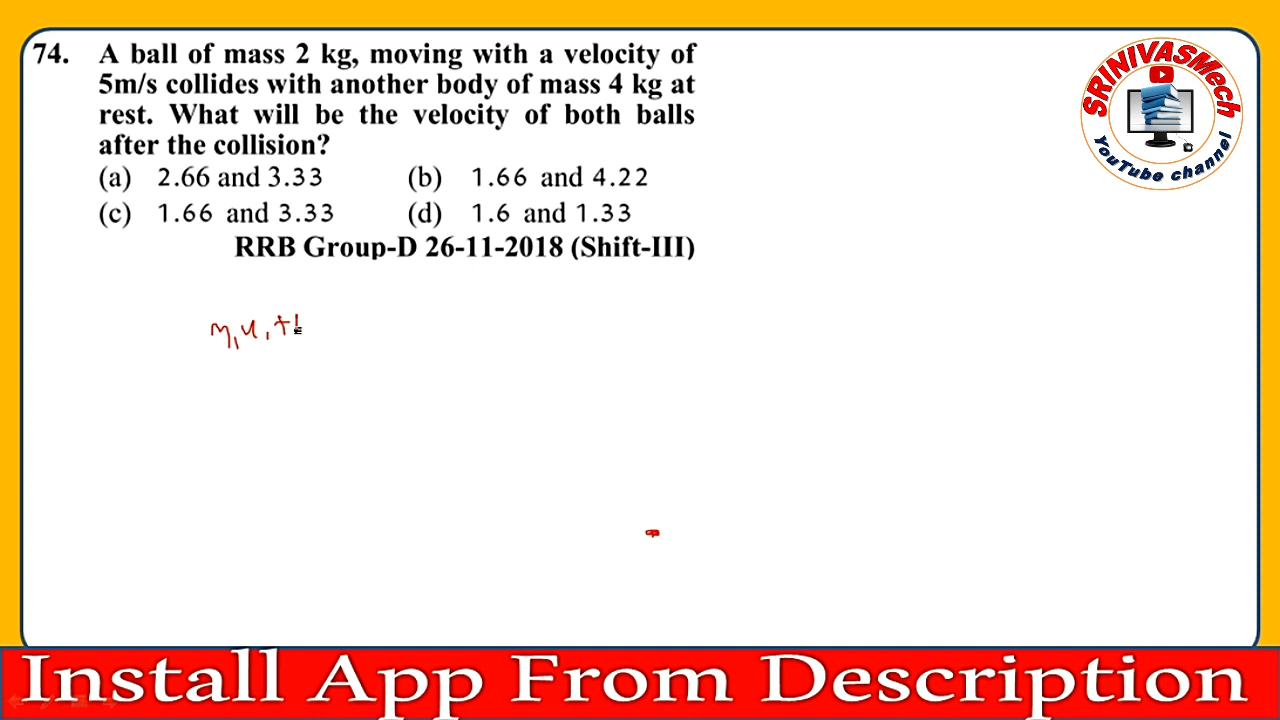 74. A ball of mass 2 kg, moving with a velocity of
5m/s collides with another body of mass 4 kg at
rest. What will be the velocity of both balls
after the collision?
(a) 2.66 and 3.33 (b) 1.66 and 4.22
(c) 1.66 and 3.33 (d) 1.6 and 1.33
RRB Group-D 26-11-2018 (Shift-III)
m₁u₁+
SRINIVASMech
YouTube channel
Install App From Description